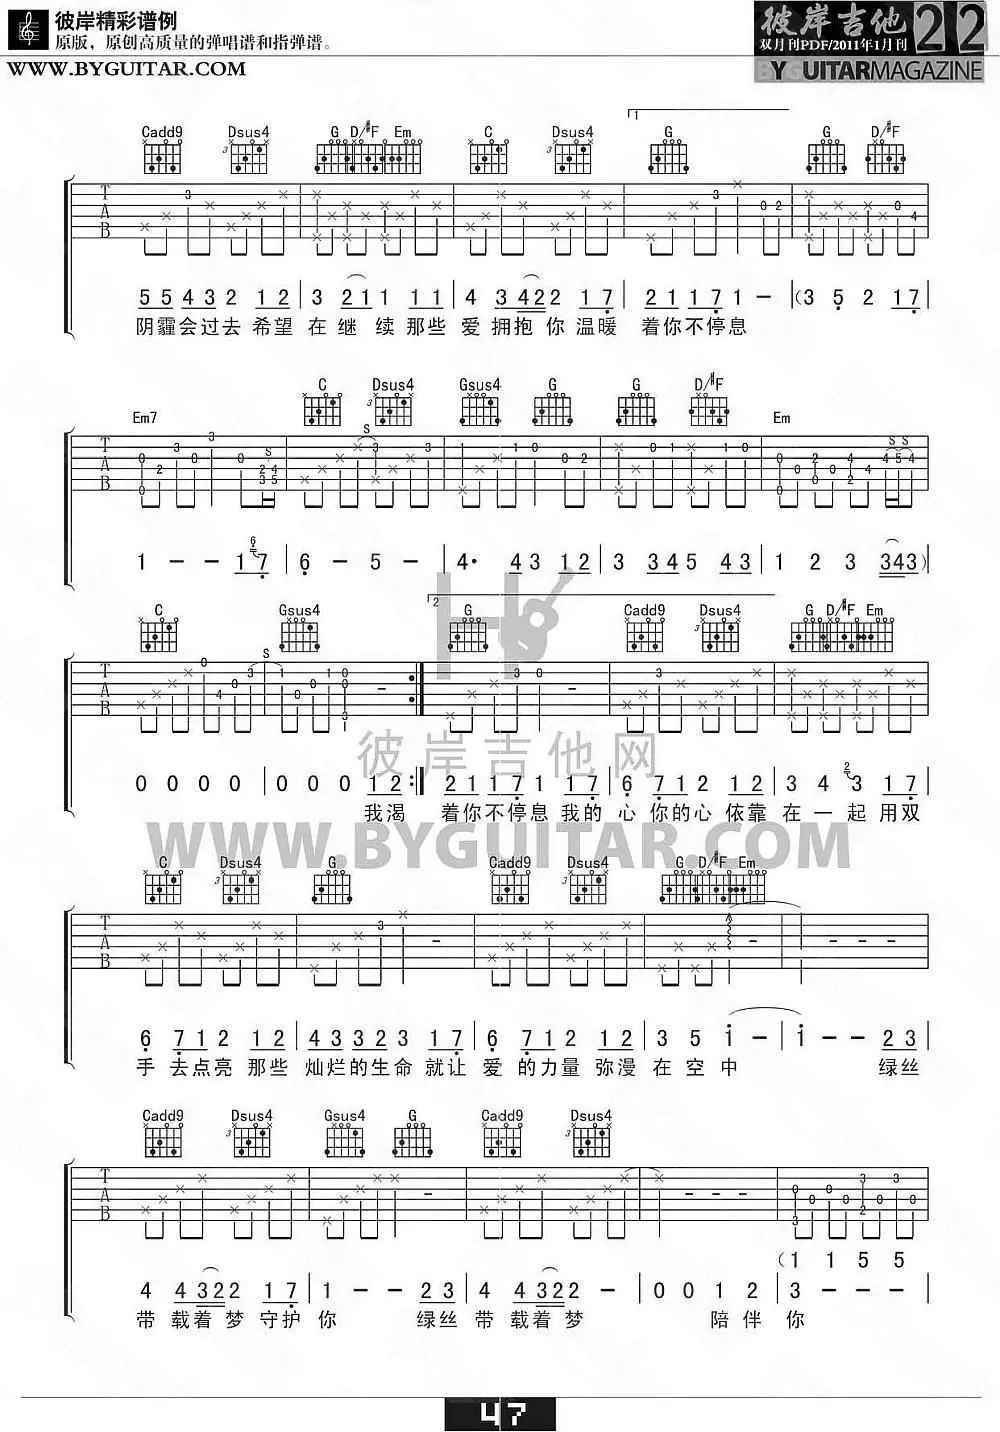 彼岸精彩谱例
原版，原创高质量的弹唱谱和指弹谱。
WWW.BYGUITAR.COM
彼岸吉他 22
双月刊PDF/2011年1月刊
BYGUITARMAGAZINE
1
Cadd9 Dsus4 G D/#F Em C Dsus4 G G D/#F
5 5 4 3 2 1 2 | 3 2 1 1 1 1 | 4 3 4 2 2 1 7 | 2 1 1 7 1 - | (3 5 2 1 7 |
阴霾会过去 希望 在 继 续 那些 爱 拥抱 你 温暖 着你不停息
C Dsus4 Gsus4 G G D/#F
Em7 Em
1 - - 1 7 | 6 - 5 - | 4· 4 3 1 2 | 3 3 4 5 4 3 | 1 2 3 3 4 3)
2
C Gsus4 G Cadd9 Dsus4 G D/#F Em
0 0 0 0 | 0 0 0 1 2 :| 2 1 1 7 1 1 7 | 6 7 1 2 1 2 | 3 4 3 1 7 |
我渴 着你不停息 我的 心 你的心 依靠 在 一 起 用双
彼岸吉他网
WWW.BYGUITAR.COM
C Dsus4 G Cadd9 Dsus4 G D/#F Em
6 7 1 2 1 2 | 4 3 3 2 3 1 7 | 6 7 1 2 1 2 | 3 5 1 - | 1 - 2 3 |
手 去点亮 那些 灿烂的生命 就让 爱 的力量 弥漫 在 空 中 绿丝
Cadd9 Dsus4 Gsus4 G Cadd9 Dsus4
(1 1 5 5
4 4 3 2 2 1 7 | 1 - - 2 3 | 4 4 3 2 2 - | 0 0 1 2 | 3 - - - |
带 载着 梦 守护 你 绿丝 带 载着 梦 陪 伴 你
47